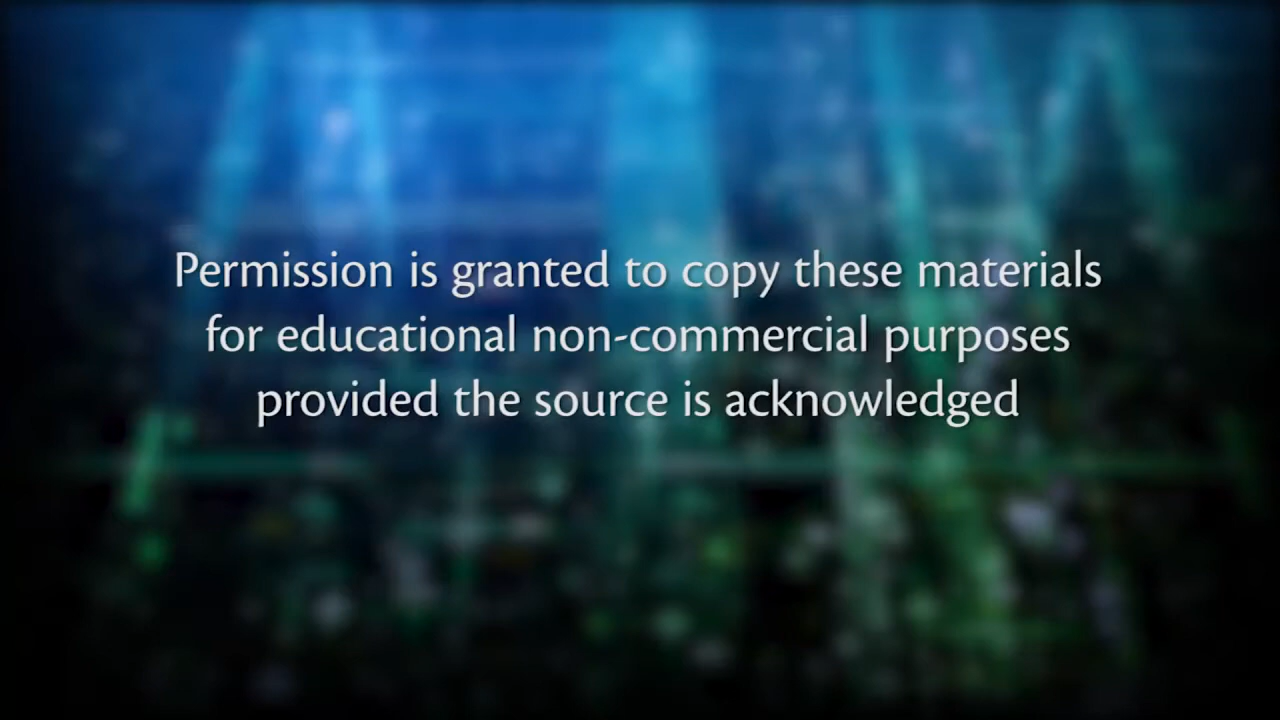 Permission is granted to copy these materials
for educational non-commercial purposes
provided the source is acknowledged